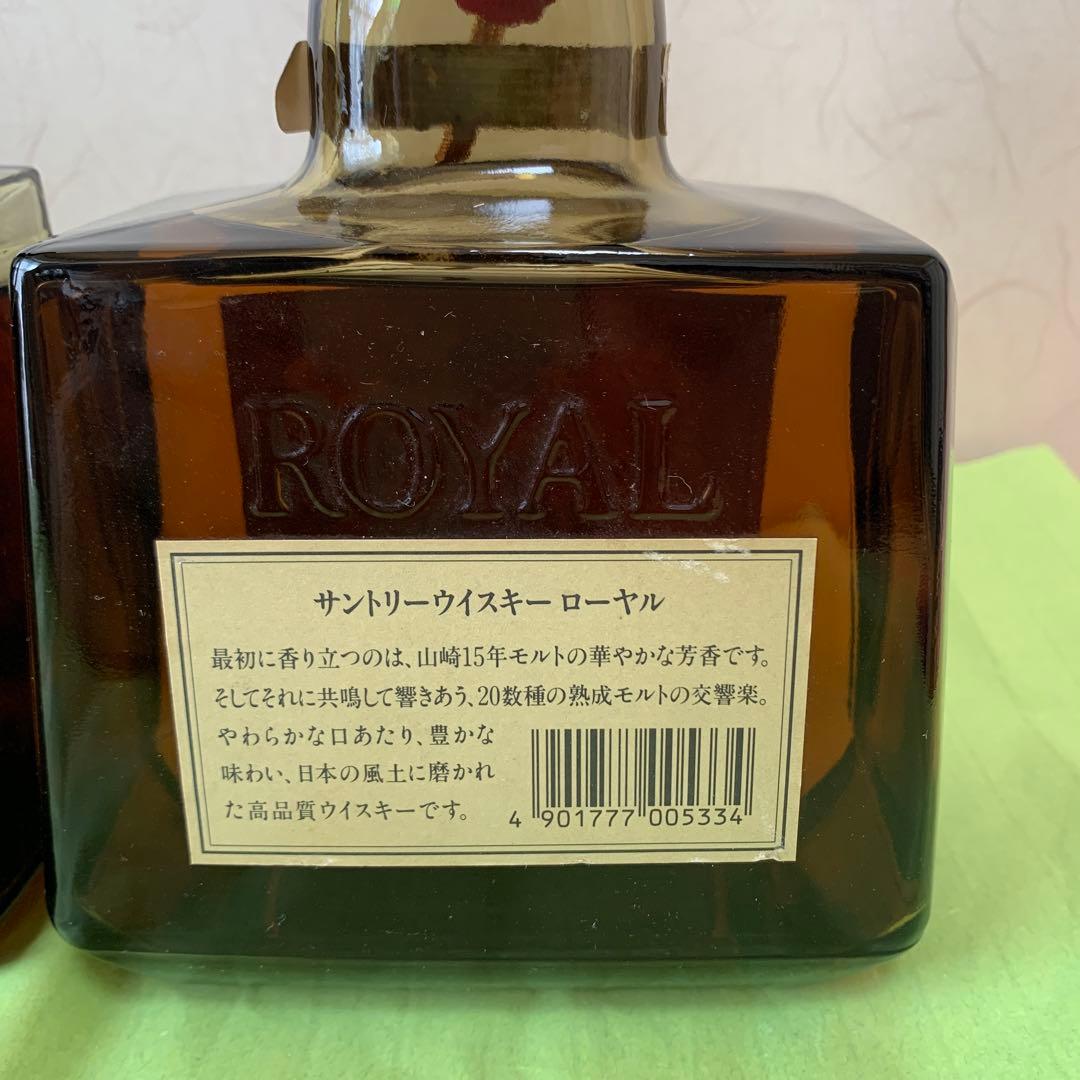 ROYAL
サントリーウイスキー ローヤル
最初に香り立つのは、山崎15年モルトの華やかな芳香です。
そしてそれに共鳴して響きあう、20数種の熟成モルトの交響楽。
やわらかな口あたり、豊かな
味わい、日本の風土に磨かれ
た高品質ウイスキーです。
4 901777 005334